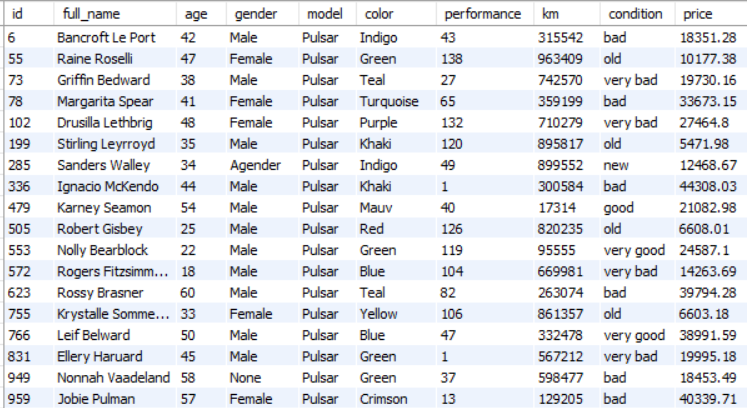 id full_name age gender model color performance km condition price
6 Bancroft Le Port 42 Male Pulsar Indigo 43 315542 bad 18351.28
55 Raine Roselli 47 Female Pulsar Green 138 963409 old 10177.38
73 Griffin Bedward 38 Male Pulsar Teal 27 742570 very bad 19730.16
78 Margarita Spear 41 Female Pulsar Turquoise 65 359199 bad 33673.15
102 Drusilla Lethbrig 48 Female Pulsar Purple 132 710279 very bad 27464.8
199 Stirling Leyrroyd 35 Male Pulsar Khaki 120 895817 old 5471.98
285 Sanders Walley 34 Agender Pulsar Indigo 49 899552 new 12468.67
336 Ignacio McKendo 44 Male Pulsar Khaki 1 300584 bad 44308.03
479 Karney Seamon 54 Male Pulsar Mauv 40 17314 good 21082.98
505 Robert Gisbey 25 Male Pulsar Red 126 820235 old 6608.01
553 Nolly Bearblock 22 Male Pulsar Green 119 95555 very good 24587.1
572 Rogers Fitzsimm... 18 Male Pulsar Blue 104 669981 very bad 14263.69
623 Rossy Brasner 60 Male Pulsar Teal 82 263074 bad 39794.28
755 Krystalle Somme... 33 Female Pulsar Yellow 106 861357 old 6603.18
766 Leif Belward 50 Male Pulsar Blue 47 332478 very good 38991.59
831 Ellery Haruard 45 Male Pulsar Green 1 567212 very bad 19995.18
949 Nonnah Vaadeland 58 None Pulsar Green 37 598477 bad 18453.49
959 Jobie Pulman 57 Female Pulsar Crimson 13 129205 bad 40339.71